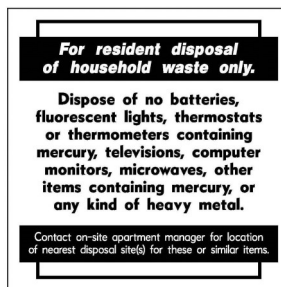 For resident disposal
of household waste only.
Dispose of no batteries,
fluorescent lights, thermostats
or thermometers containing
mercury, televisions, computer
monitors, microwaves, other
items containing mercury, or
any kind of heavy metal.
Contact on-site apartment manager for location
of nearest disposal site(s) for these or similar items.